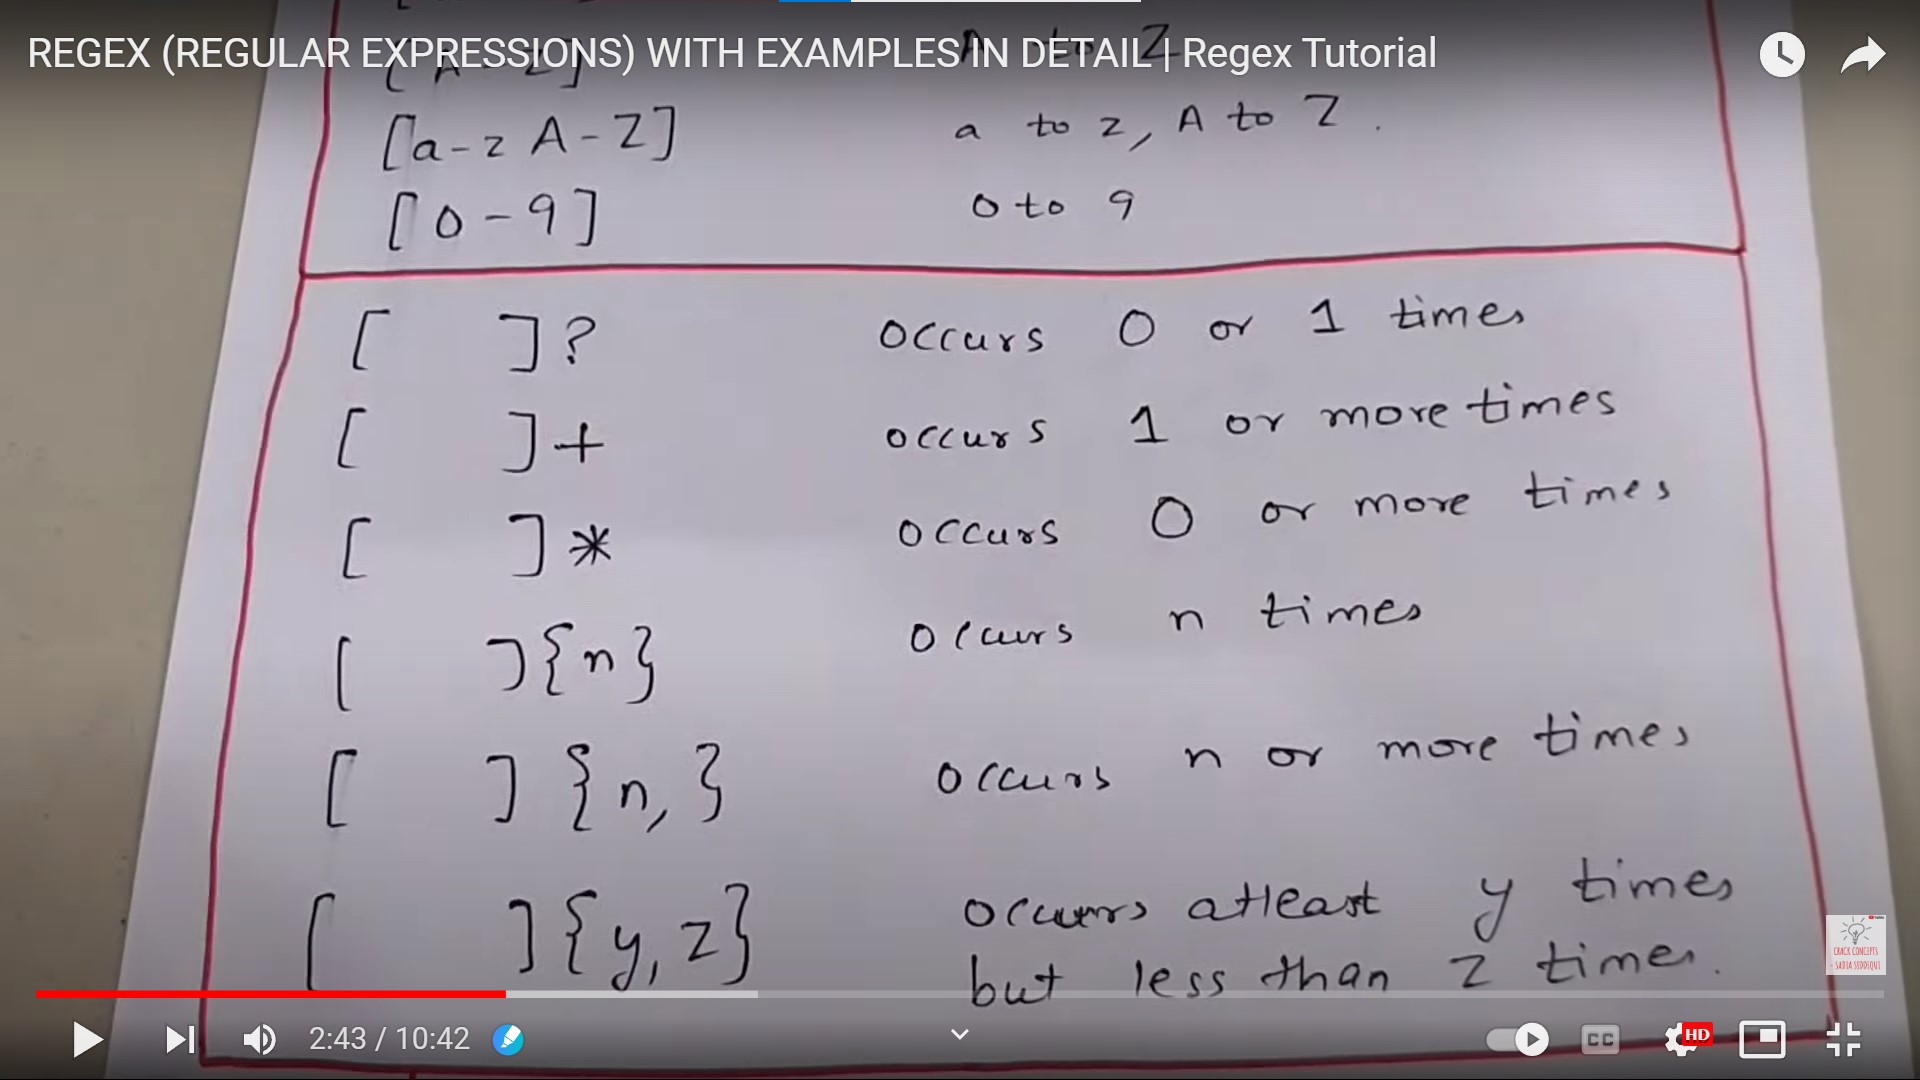 REGEX (REGULAR EXPRESSIONS) WITH EXAMPLES IN DETAIL | Regex Tutorial
[A-Z] A to Z
[a-z A-Z] a to z, A to Z.
[0-9] 0 to 9
[ ]? occurs 0 or 1 times
[ ]+ occurs 1 or more times
[ ]* occurs 0 or more times
[ ]{n} occurs n times
[ ]{n,} occurs n or more times
[ ]{y,z} occurs atleast y times
but less than z times.
CRACK CONCEPTS
- SADIA SIDDIQUI
2:43 / 10:42
CC
HD